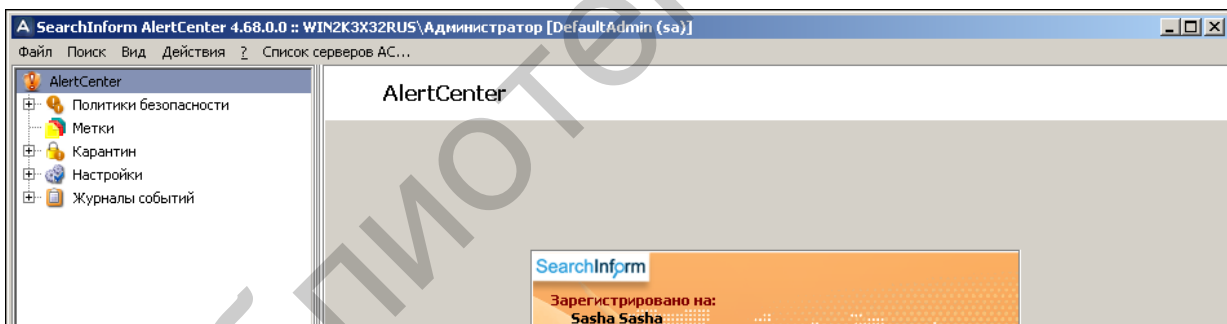 SearchInform AlertCenter 4.68.0.0 :: WIN2K3X32RUS\Администратор [DefaultAdmin (sa)]
Файл Поиск Вид Действия ? Список серверов AC...
AlertCenter
Политики безопасности
Метки
Карантин
Настройки
Журналы событий
AlertCenter
SearchInform
Зарегистрировано на:
Sasha Sasha